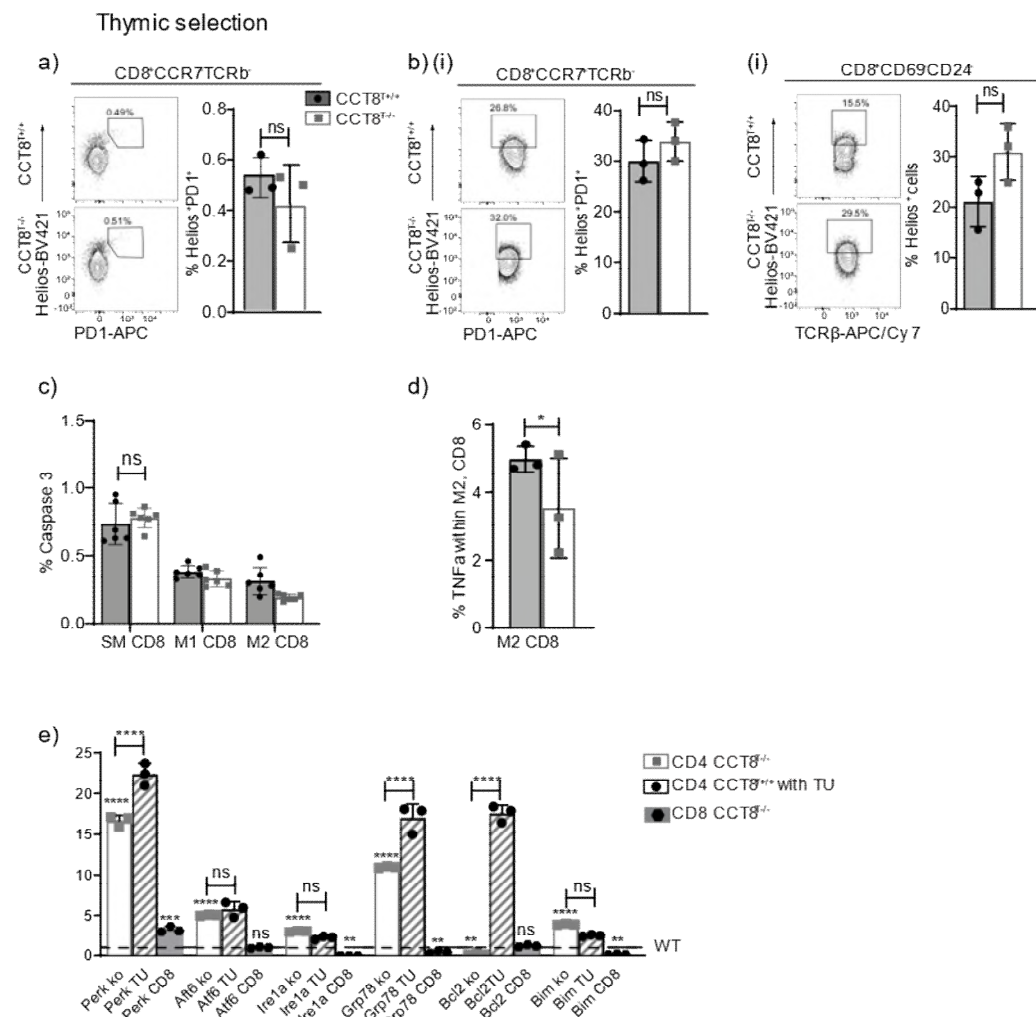 Thymic selection
a)
CD8⁺CCR7⁻TCRb⁻
CCT8T+/+
CCT8T-/-
0.49%
0.51%
CCT8T+/+
CCT8T-/-
Helios-BV421
PD1-APC
% Helios⁺PD1⁺
0.8
0.6
0.4
0.2
0.0
ns
b) (i)
CD8⁺CCR7⁺TCRb⁻
26.8%
32.0%
CCT8T+/+
CCT8T-/-
Helios-BV421
PD1-APC
% Helios⁺PD1⁺
40
30
20
10
0
ns
(i)
CD8⁺CD69⁻CD24⁻
15.5%
29.5%
CCT8T+/+
CCT8T-/-
Helios-BV421
TCRβ-APC/Cy7
% Helios⁺cells
40
30
20
10
0
ns
c)
% Caspase 3
1.5
1.0
0.5
0.0
ns
SM CD8 M1 CD8 M2 CD8
d)
% TNFa within M2, CD8
6
4
2
0
*
M2 CD8
e)
25
20
15
10
5
0
**** **** ***
**** ns ns
**** ns **
**** **** **
** **** ns
**** ns **
WT
CD4 CCT8T-/-
CD4 CCT8T+/+ with TU
CD8 CCT8T-/-
Perk ko
Perk TU
Perk CD8
Atf6 ko
Atf6 TU
Atf6 CD8
Ire1a ko
Ire1a TU
Ire1a CD8
Grp78 ko
Grp78 TU
Grp78 CD8
Bcl2 ko
Bcl2TU
Bcl2 CD8
Bim ko
Bim TU
Bim CD8